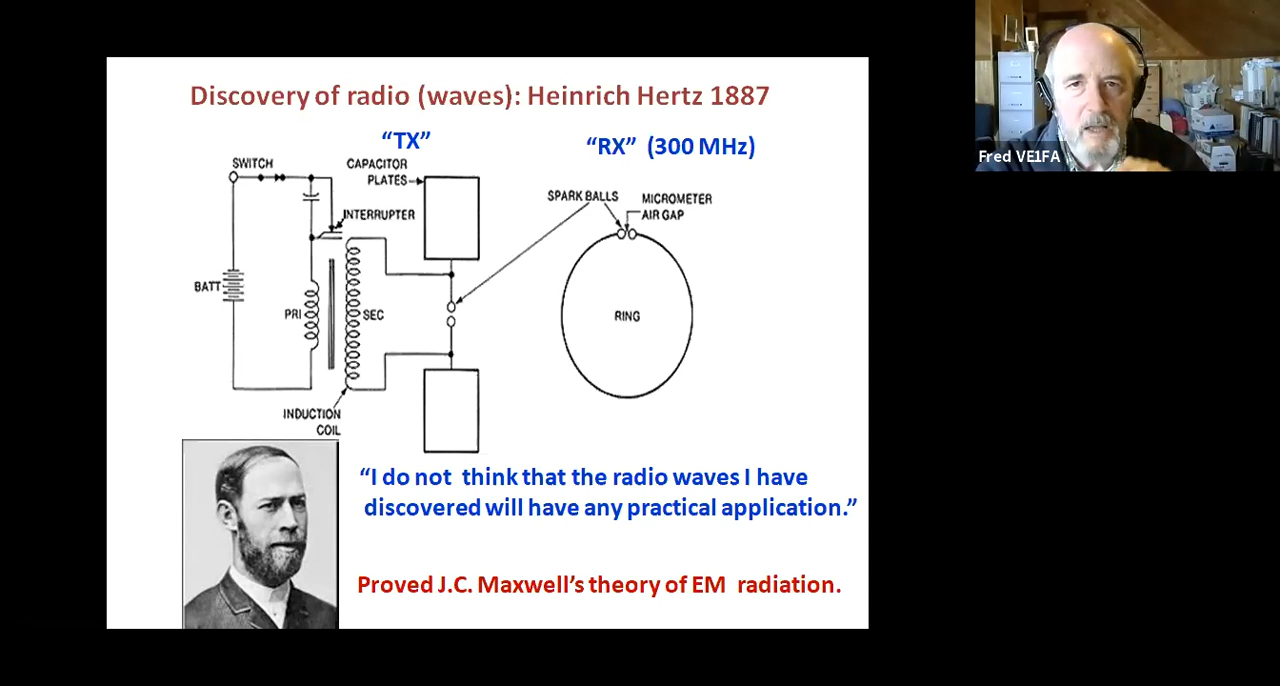 Discovery of radio (waves): Heinrich Hertz 1887
“TX”
“RX” (300 MHz)
SWITCH
CAPACITOR
PLATES
INTERRUPTER
BATT
PRI
SEC
INDUCTION
COIL
SPARK BALLS
MICROMETER
AIR GAP
RING
“I do not think that the radio waves I have
discovered will have any practical application.”
Proved J.C. Maxwell’s theory of EM radiation.
Fred VE1FA